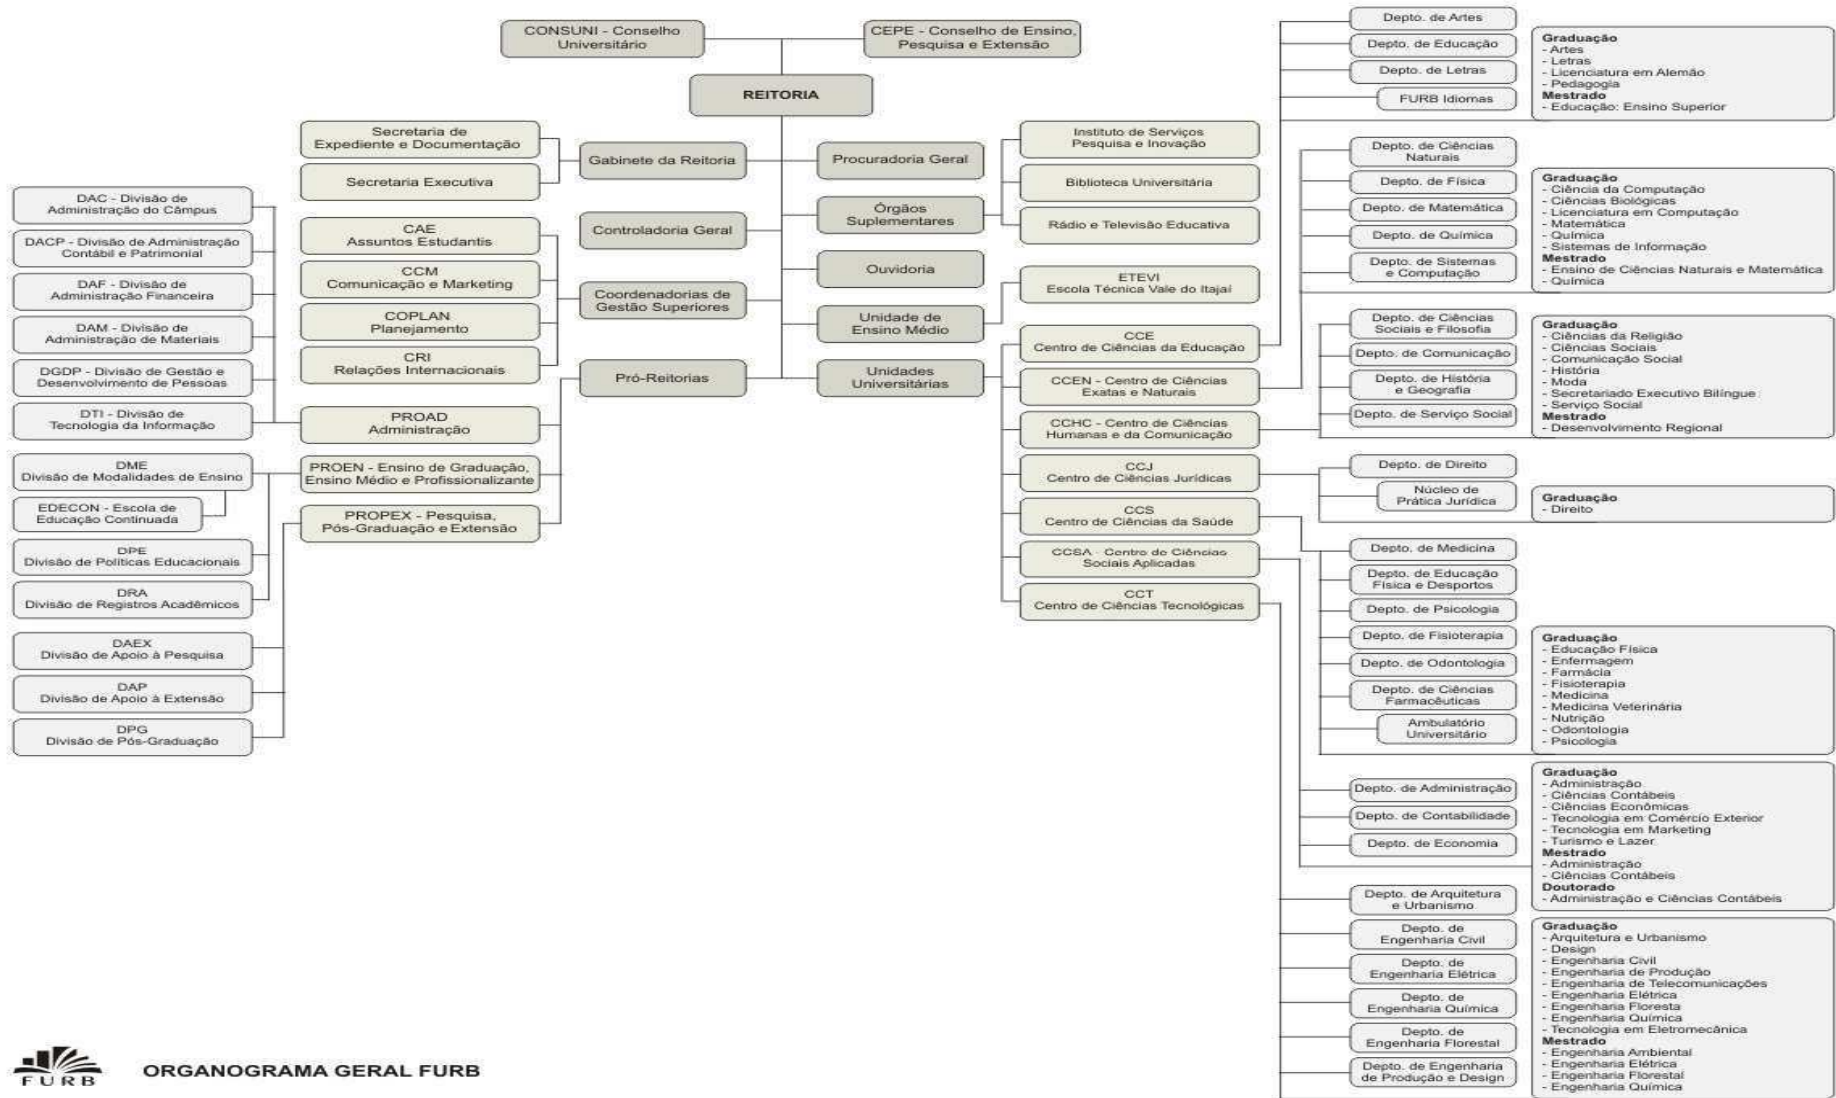 CONSUNI - Conselho
Universitário
CEPE - Conselho de Ensino,
Pesquisa e Extensão
REITORIA
Secretaria de
Expediente e Documentação
Secretaria Executiva
Gabinete da Reitoria
Procuradoria Geral
Controladoria Geral
Órgãos
Suplementares
Ouvidoria
Coordenadorias de
Gestão Superiores
Unidade de
Ensino Médio
Pró-Reitorias
Unidades
Universitárias
CAE
Assuntos Estudantis
CCM
Comunicação e Marketing
COPLAN
Planejamento
CRI
Relações Internacionais
PROAD
Administração
PROEN - Ensino de Graduação,
Ensino Médio e Profissionalizante
PROPEX - Pesquisa,
Pós-Graduação e Extensão
DAC - Divisão de
Administração do Câmpus
DACP - Divisão de Administração
Contábil e Patrimonial
DAF - Divisão de
Administração Financeira
DAM - Divisão de
Administração de Materiais
DGDP - Divisão de Gestão e
Desenvolvimento de Pessoas
DTI - Divisão de
Tecnologia da Informação
DME
Divisão de Modalidades de Ensino
EDECON - Escola de
Educação Continuada
DPE
Divisão de Políticas Educacionais
DRA
Divisão de Registros Acadêmicos
DAEX
Divisão de Apoio à Pesquisa
DAP
Divisão de Apoio à Extensão
DPG
Divisão de Pós-Graduação
Instituto de Serviços
Pesquisa e Inovação
Biblioteca Universitária
Rádio e Televisão Educativa
ETEVI
Escola Técnica Vale do Itajaí
CCE
Centro de Ciências da Educação
CCEN - Centro de Ciências
Exatas e Naturais
CCHC - Centro de Ciências
Humanas e da Comunicação
CCJ
Centro de Ciências Jurídicas
CCS
Centro de Ciências da Saúde
CCSA - Centro de Ciências
Sociais Aplicadas
CCT
Centro de Ciências Tecnológicas
Depto. de Artes
Depto. de Educação
Depto. de Letras
FURB Idiomas
Graduação
- Artes
- Letras
- Licenciatura em Alemão
- Pedagogia
Mestrado
- Educação: Ensino Superior
Depto. de Ciências
Naturais
Depto. de Física
Depto. de Matemática
Depto. de Química
Depto. de Sistemas
e Computação
Graduação
- Ciência da Computação
- Ciências Biológicas
- Licenciatura em Computação
- Matemática
- Química
- Sistemas de Informação
Mestrado
- Ensino de Ciências Naturais e Matemática
- Química
Depto. de Ciências
Sociais e Filosofia
Depto. de Comunicação
Depto. de História
e Geografia
Depto. de Serviço Social
Graduação
- Ciências da Religião
- Ciências Sociais
- Comunicação Social
- História
- Moda
- Secretariado Executivo Bilíngue
- Serviço Social
Mestrado
- Desenvolvimento Regional
Depto. de Direito
Núcleo de
Prática Jurídica
Graduação
- Direito
Depto. de Medicina
Depto. de Educação
Física e Desportos
Depto. de Psicologia
Depto. de Fisioterapia
Depto. de Odontologia
Depto. de Ciências
Farmacêuticas
Ambulatório
Universitário
Graduação
- Educação Física
- Enfermagem
- Farmácia
- Fisioterapia
- Medicina
- Medicina Veterinária
- Nutrição
- Odontologia
- Psicologia
Depto. de Administração
Depto. de Contabilidade
Depto. de Economia
Graduação
- Administração
- Ciências Contábeis
- Ciências Econômicas
- Tecnologia em Comércio Exterior
- Tecnologia em Marketing
- Turismo e Lazer
Mestrado
- Administração
- Ciências Contábeis
Doutorado
- Administração e Ciências Contábeis
Depto. de Arquitetura
e Urbanismo
Depto. de
Engenharia Civil
Depto. de
Engenharia Elétrica
Depto. de
Engenharia Química
Depto. de
Engenharia Florestal
Depto. de Engenharia
de Produção e Design
Graduação
- Arquitetura e Urbanismo
- Design
- Engenharia Civil
- Engenharia de Produção
- Engenharia de Telecomunicações
- Engenharia Elétrica
- Engenharia Floresta
- Engenharia Química
- Tecnologia em Eletromecânica
Mestrado
- Engenharia Ambiental
- Engenharia Elétrica
- Engenharia Florestal
- Engenharia Química
FURB
ORGANOGRAMA GERAL FURB